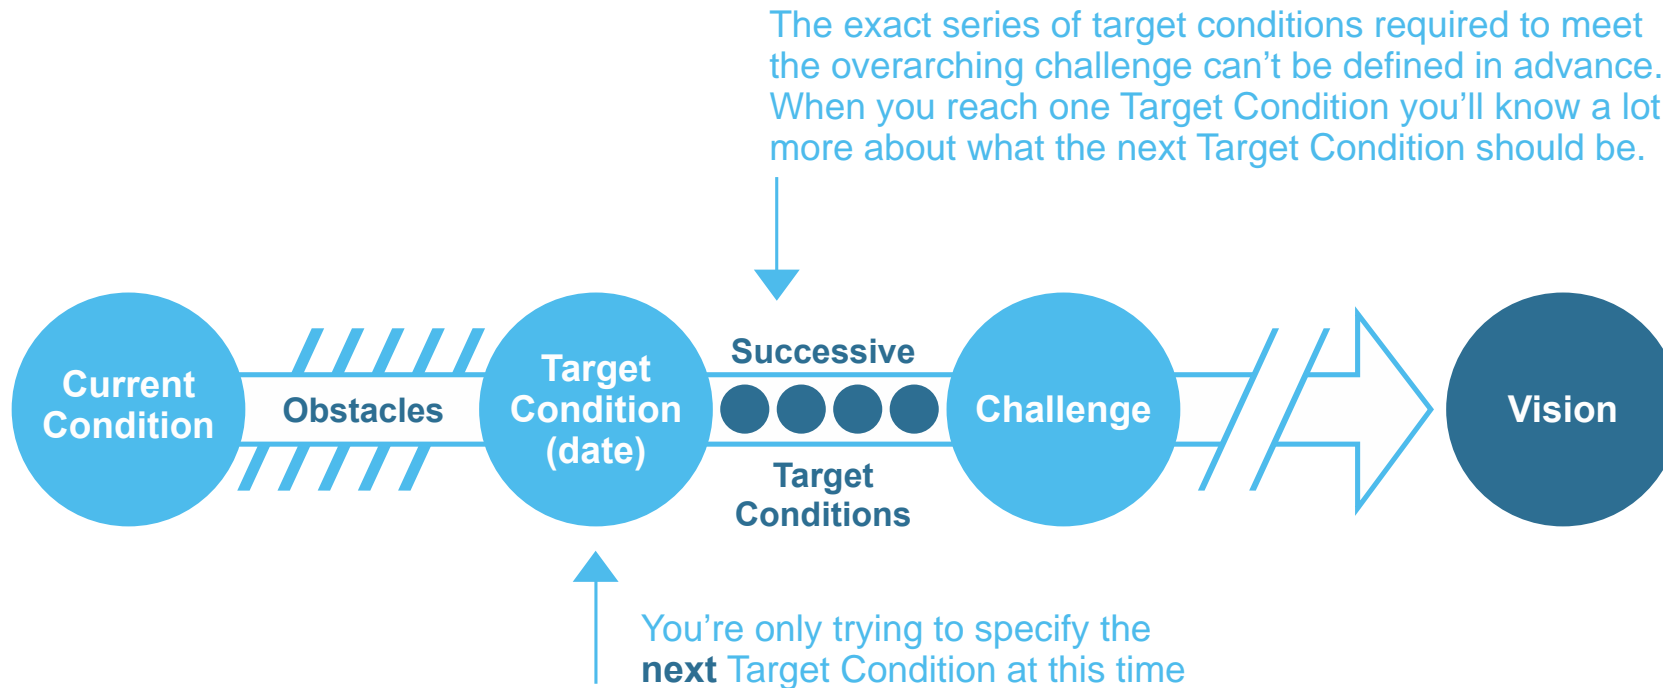 The exact series of target conditions required to meet
the overarching challenge can’t be defined in advance.
When you reach one Target Condition you’ll know a lot
more about what the next Target Condition should be.
Current
Condition
Obstacles
Target
Condition
(date)
Successive
Target
Conditions
Challenge
Vision
You’re only trying to specify the
next Target Condition at this time